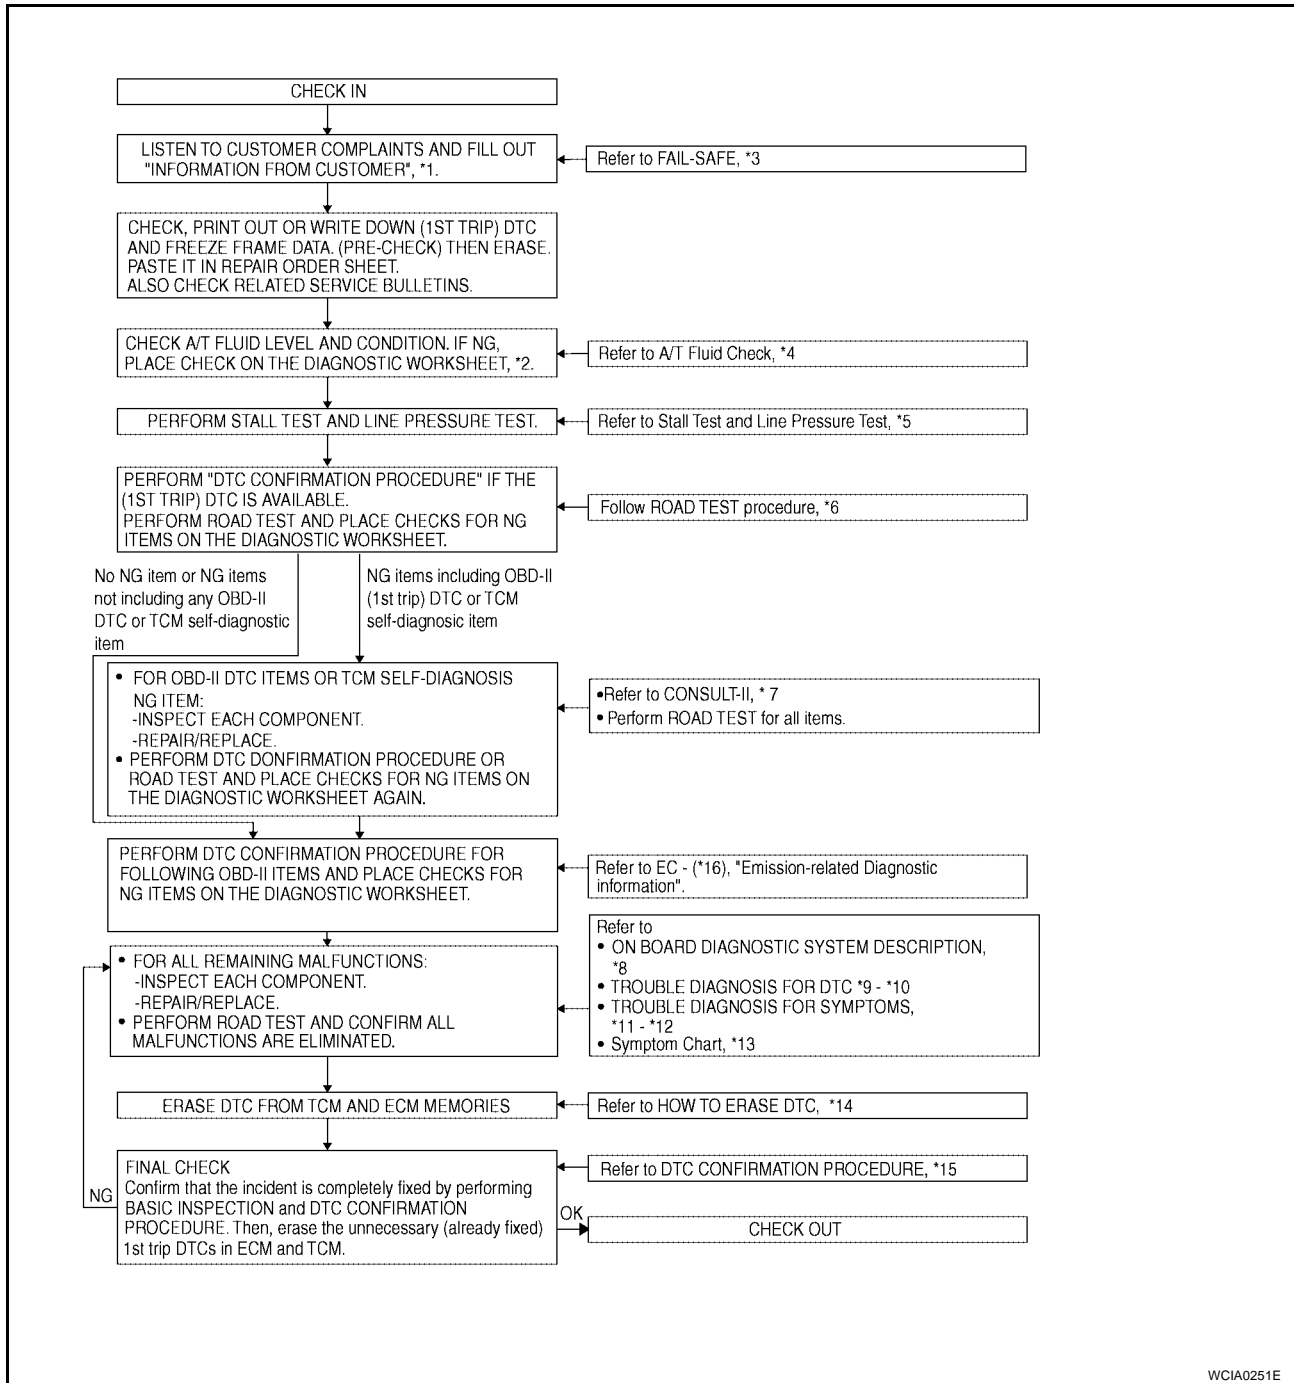 CHECK IN
LISTEN TO CUSTOMER COMPLAINTS AND FILL OUT
"INFORMATION FROM CUSTOMER", *1.
Refer to FAIL-SAFE, *3
CHECK, PRINT OUT OR WRITE DOWN (1ST TRIP) DTC
AND FREEZE FRAME DATA. (PRE-CHECK) THEN ERASE.
PASTE IT IN REPAIR ORDER SHEET.
ALSO CHECK RELATED SERVICE BULLETINS.
CHECK A/T FLUID LEVEL AND CONDITION. IF NG,
PLACE CHECK ON THE DIAGNOSTIC WORKSHEET, *2.
Refer to A/T Fluid Check, *4
PERFORM STALL TEST AND LINE PRESSURE TEST.
Refer to Stall Test and Line Pressure Test, *5
PERFORM "DTC CONFIRMATION PROCEDURE" IF THE
(1ST TRIP) DTC IS AVAILABLE.
PERFORM ROAD TEST AND PLACE CHECKS FOR NG
ITEMS ON THE DIAGNOSTIC WORKSHEET.
Follow ROAD TEST procedure, *6
No NG item or NG items
not including any OBD-II
DTC or TCM self-diagnostic
item
NG items including OBD-II
(1st trip) DTC or TCM
self-diagnosic item
• FOR OBD-II DTC ITEMS OR TCM SELF-DIAGNOSIS
NG ITEM:
-INSPECT EACH COMPONENT.
-REPAIR/REPLACE.
• PERFORM DTC DONFIRMATION PROCEDURE OR
ROAD TEST AND PLACE CHECKS FOR NG ITEMS ON
THE DIAGNOSTIC WORKSHEET AGAIN.
•Refer to CONSULT-II, * 7
• Perform ROAD TEST for all items.
PERFORM DTC CONFIRMATION PROCEDURE FOR
FOLLOWING OBD-II ITEMS AND PLACE CHECKS FOR
NG ITEMS ON THE DIAGNOSTIC WORKSHEET.
Refer to EC - (*16), "Emission-related Diagnostic
information".
• FOR ALL REMAINING MALFUNCTIONS:
-INSPECT EACH COMPONENT.
-REPAIR/REPLACE.
• PERFORM ROAD TEST AND CONFIRM ALL
MALFUNCTIONS ARE ELIMINATED.
Refer to
• ON BOARD DIAGNOSTIC SYSTEM DESCRIPTION,
*8
• TROUBLE DIAGNOSIS FOR DTC *9 - *10
• TROUBLE DIAGNOSIS FOR SYMPTOMS,
*11 - *12
• Symptom Chart, *13
ERASE DTC FROM TCM AND ECM MEMORIES
Refer to HOW TO ERASE DTC, *14
FINAL CHECK
Confirm that the incident is completely fixed by performing
BASIC INSPECTION and DTC CONFIRMATION
PROCEDURE. Then, erase the unnecessary (already fixed)
1st trip DTCs in ECM and TCM.
Refer to DTC CONFIRMATION PROCEDURE, *15
NG
OK
CHECK OUT
WCIA0251E